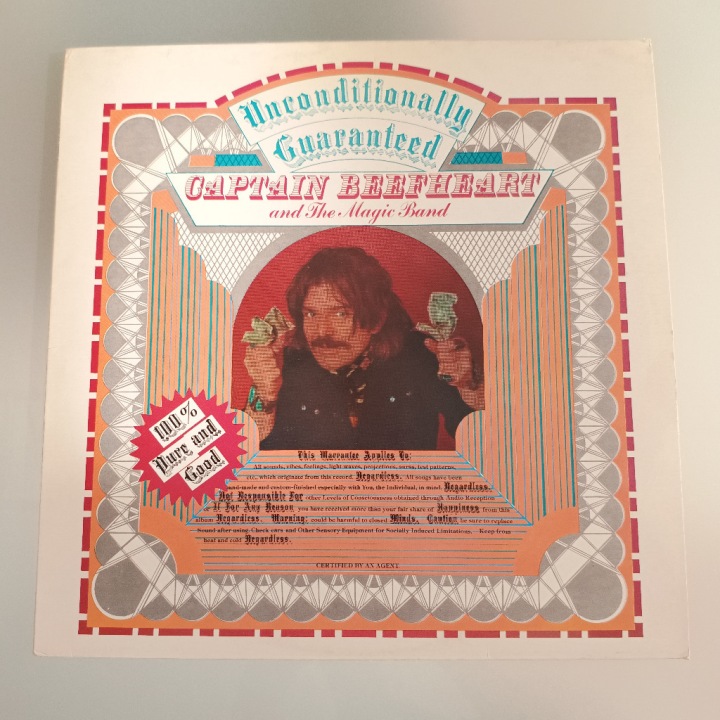 Unconditionally
Guaranteed
CAPTAIN BEEFHEART
and The Magic Band
100%
Pure and
Good
This Warrantee Applies To:
All sounds, vibes, feelings, light waves, projections, auras, test patterns,
etc. which originate from this record, Regardless. All songs have been
hand-made and custom-finished especially with You, the Individual, in mind, Regardless.
Not Responsible For other Levels of Consciousness obtained through Audio Reception
or If For Any Reason you have received more than your fair share of Happiness from this
album Regardless. Warning: could be harmful to closed Minds. Caution be sure to replace
Sound after using. Check ears and Other Sensory Equipment for Socially Induced Limitations. Keep from
heat and cold Regardless.
CERTIFIED BY AN AGENT